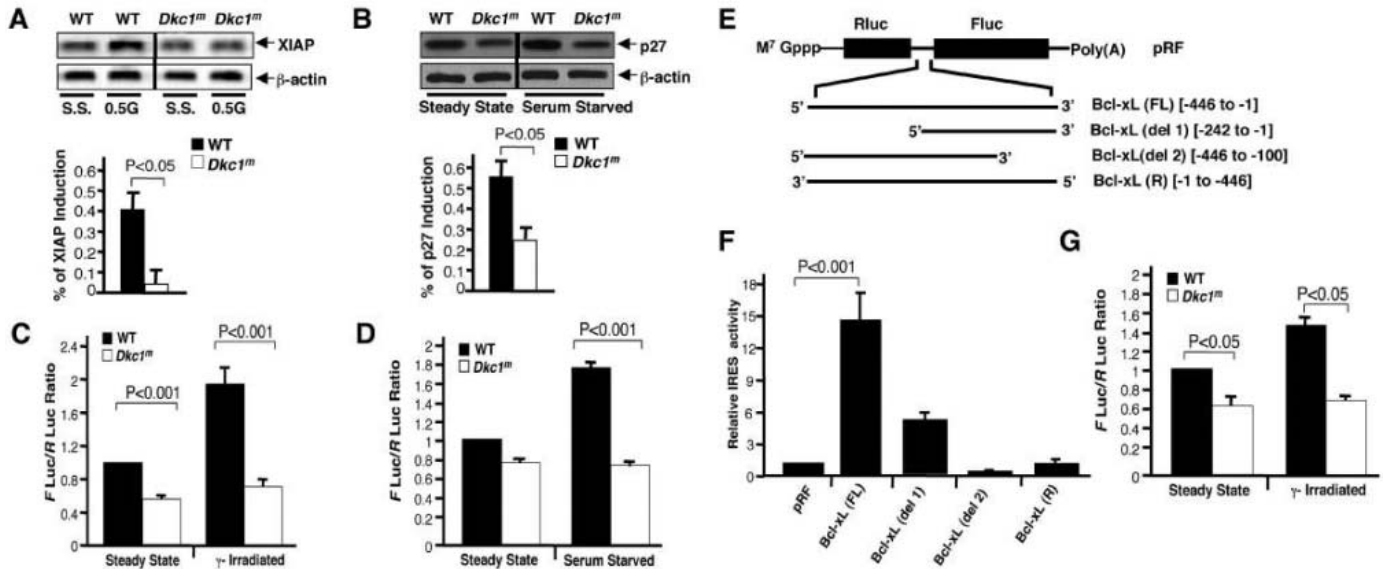 A
WT WT Dkc1ᵐ Dkc1ᵐ
XIAP
β-actin
S.S. 0.5G S.S. 0.5G
WT
Dkc1ᵐ
P<0.05
% of XIAP Induction
0.6
0.5
0.4
0.3
0.2
0.1
0
B
WT Dkc1ᵐ WT Dkc1ᵐ
p27
β-actin
Steady State Serum Starved
WT
Dkc1ᵐ
P<0.05
% of p27 Induction
0.6
0.5
0.4
0.3
0.2
0.1
0
C
WT
Dkc1ᵐ
P<0.001
P<0.001
F Luc/R Luc Ratio
2.4
2
1.6
1.2
0.8
0.4
0
Steady State γ- Irradiated
D
WT
Dkc1ᵐ
P<0.001
F Luc/R Luc Ratio
2
1.8
1.6
1.4
1.2
1
0.8
0.6
0.4
0.2
0
Steady State Serum Starved
E
Rluc Fluc
M⁷ Gppp Poly(A) pRF
5’ 3’ Bcl-xL (FL) [-446 to -1]
5’ 3’ Bcl-xL (del 1) [-242 to -1]
5’ 3’ Bcl-xL(del 2) [-446 to -100]
3’ 5’ Bcl-xL (R) [-1 to -446]
F
P<0.001
Relative IRES activity
18
15
12
9
6
3
0
pRF
Bcl-xL (FL)
Bcl-xL (del 1)
Bcl-xL (del 2)
Bcl-xL (R)
G
WT
Dkc1ᵐ
P<0.05
P<0.05
F Luc/R Luc Ratio
2
1.8
1.6
1.4
1.2
1
0.8
0.6
0.4
0.2
0
Steady State γ- Irradiated